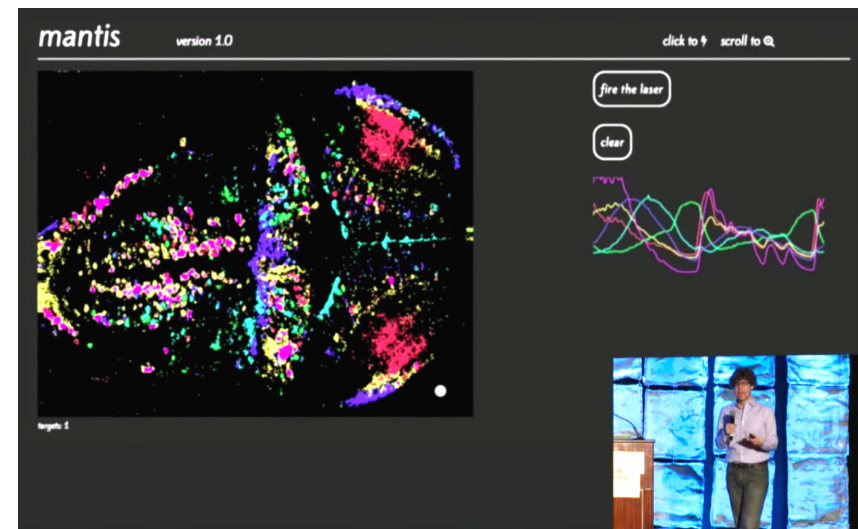 mantis
version 1.0
click to
scroll to
fire the laser
clear
targets: 1